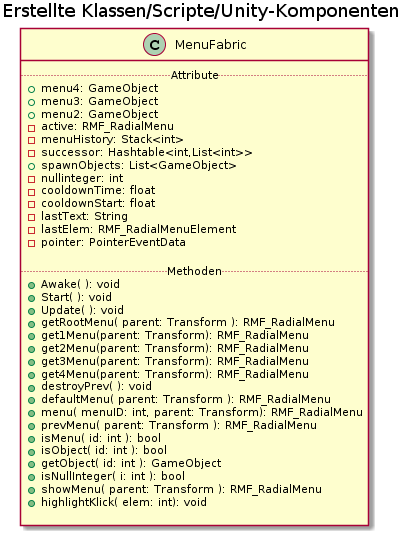 Erstellte Klassen/Scripte/Unity-Komponenten
C MenuFabric
Attribute
menu4: GameObject
menu3: GameObject
menu2: GameObject
active: RMF_RadialMenu
menuHistory: Stack<int>
successor: Hashtable<int,List<int>>
spawnObjects: List<GameObject>
nullinteger: int
cooldownTime: float
cooldownStart: float
lastText: String
lastElem: RMF_RadialMenuElement
pointer: PointerEventData
Methoden
Awake( ): void
Start( ): void
Update( ): void
getRootMenu( parent: Transform ): RMF_RadialMenu
get1Menu(parent: Transform): RMF_RadialMenu
get2Menu(parent: Transform): RMF_RadialMenu
get3Menu(parent: Transform): RMF_RadialMenu
get4Menu(parent: Transform): RMF_RadialMenu
destroyPrev( ): void
defaultMenu( parent: Transform ): RMF_RadialMenu
menu( menuID: int, parent: Transform): RMF_RadialMenu
prevMenu( parent: Transform ): RMF_RadialMenu
isMenu( id: int ): bool
isObject( id: int ): bool
getObject( id: int ): GameObject
isNullInteger( i: int ): bool
showMenu( parent: Transform ): RMF_RadialMenu
highlightKlick( elem: int): void